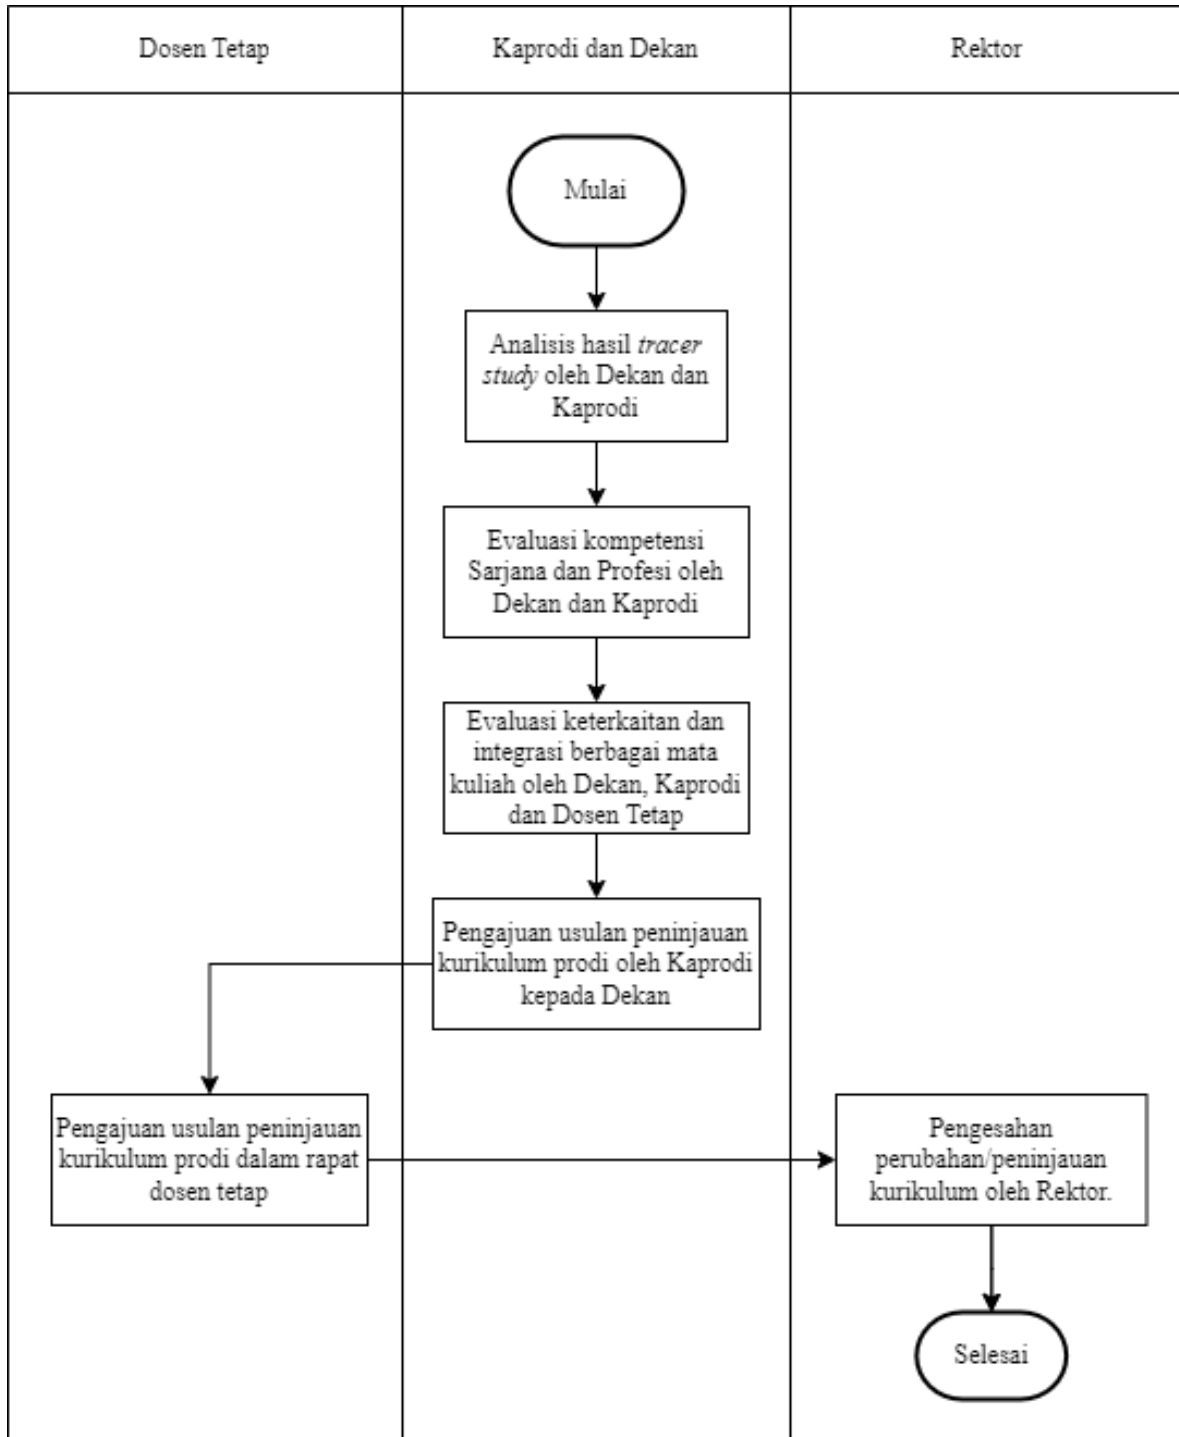 Dosen Tetap
Kaprodi dan Dekan
Rektor
Mulai
Analisis hasil tracer
study oleh Dekan dan
Kaprodi
Evaluasi kompetensi
Sarjana dan Profesi oleh
Dekan dan Kaprodi
Evaluasi keterkaitan dan
integrasi berbagai mata
kuliah oleh Dekan, Kaprodi
dan Dosen Tetap
Pengajuan usulan peninjauan
kurikulum prodi oleh Kaprodi
kepada Dekan
Pengajuan usulan peninjauan
kurikulum prodi dalam rapat
dosen tetap
Pengesahan
perubahan/peninjauan
kurikulum oleh Rektor.
Selesai